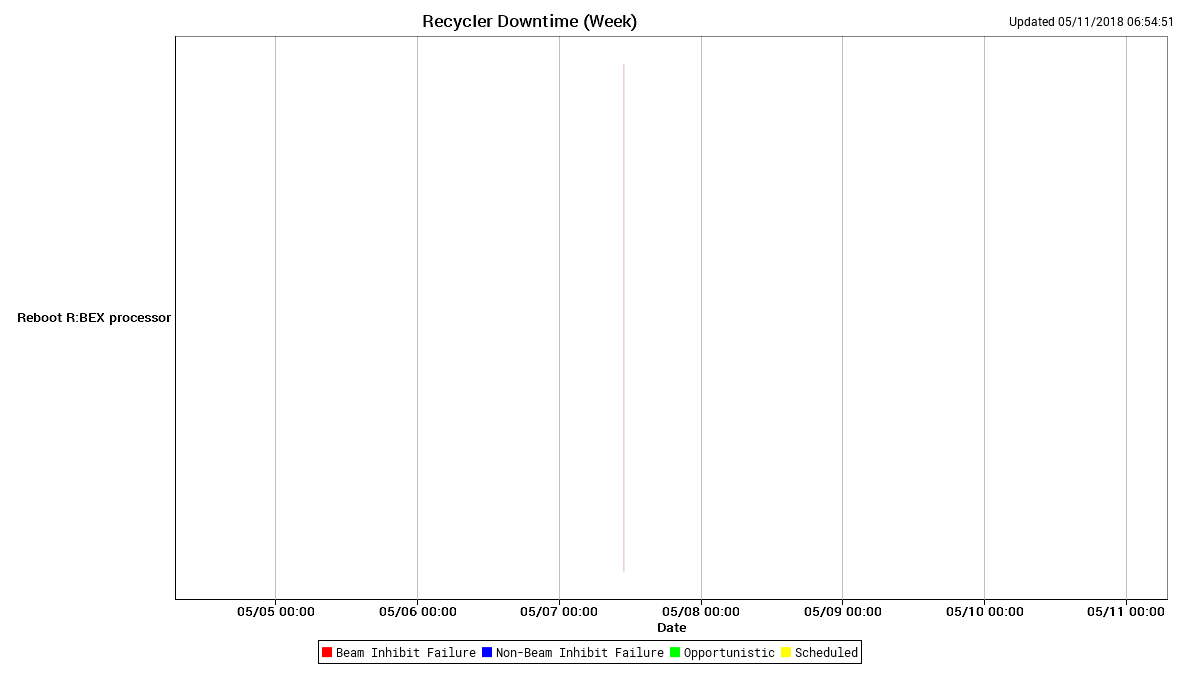 Recycler Downtime (Week)
Updated 05/11/2018 06:54:51
Reboot R:BEX processor
05/05 00:00 05/06 00:00 05/07 00:00 05/08 00:00 05/09 00:00 05/10 00:00 05/11 00:00
Date
Beam Inhibit Failure Non-Beam Inhibit Failure Opportunistic Scheduled